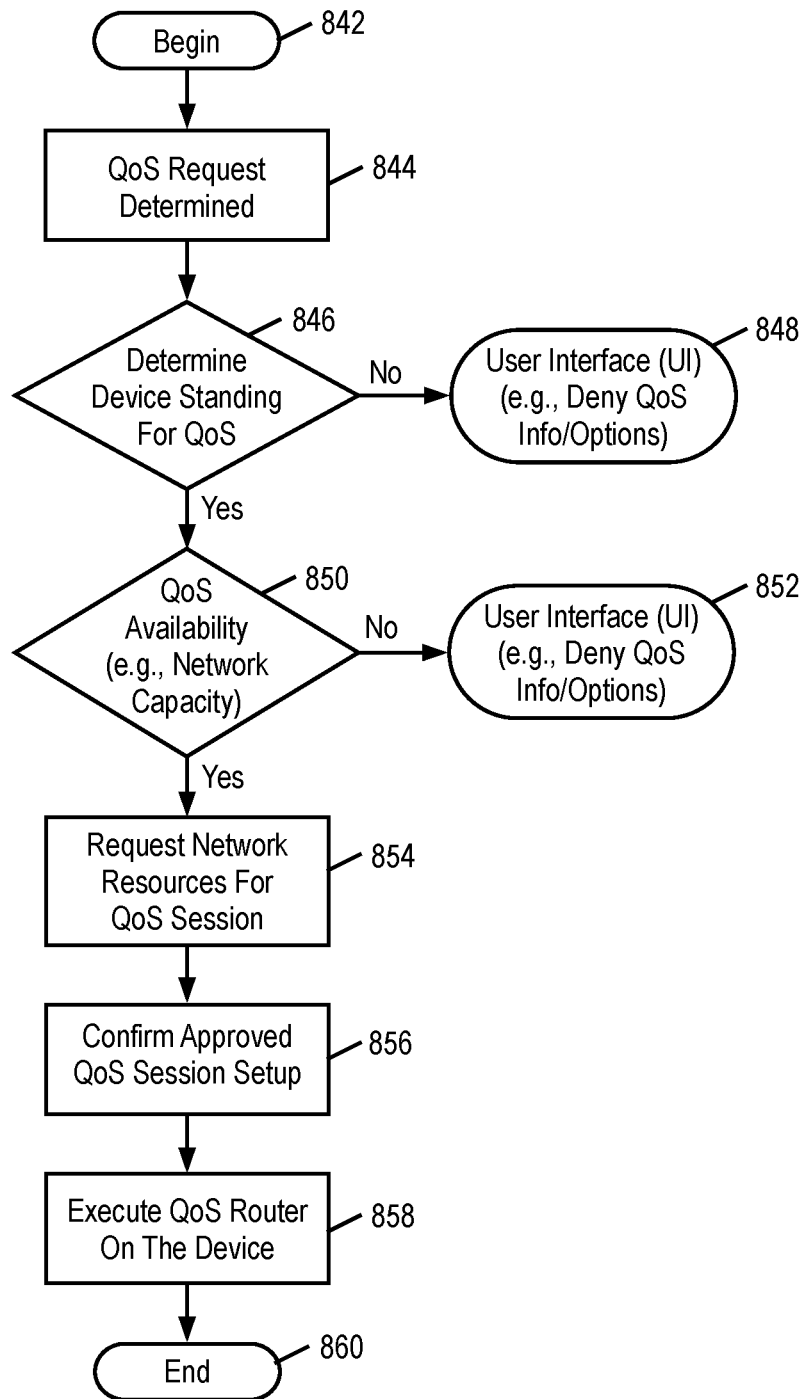 Begin
842
QoS Request
Determined
844
846
Determine
Device Standing
For QoS
No
848
User Interface (UI)
(e.g., Deny QoS
Info/Options)
Yes
850
QoS
Availability
(e.g., Network
Capacity)
No
852
User Interface (UI)
(e.g., Deny QoS
Info/Options)
Yes
Request Network
Resources For
QoS Session
854
Confirm Approved
QoS Session Setup
856
Execute QoS Router
On The Device
858
End
860